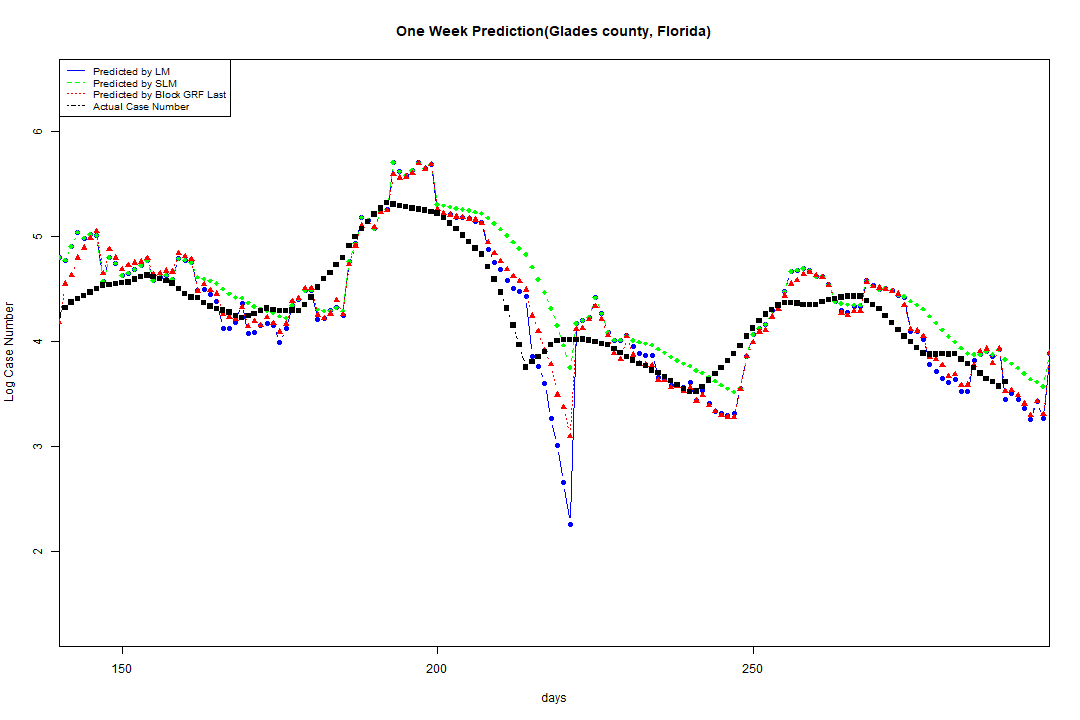 One Week Prediction(Glades county, Florida)
Predicted by LM
Predicted by SLM
Predicted by Block GRF Last
Actual Case Number
6
5
4
3
2
Log Case Number
150 200 250
days